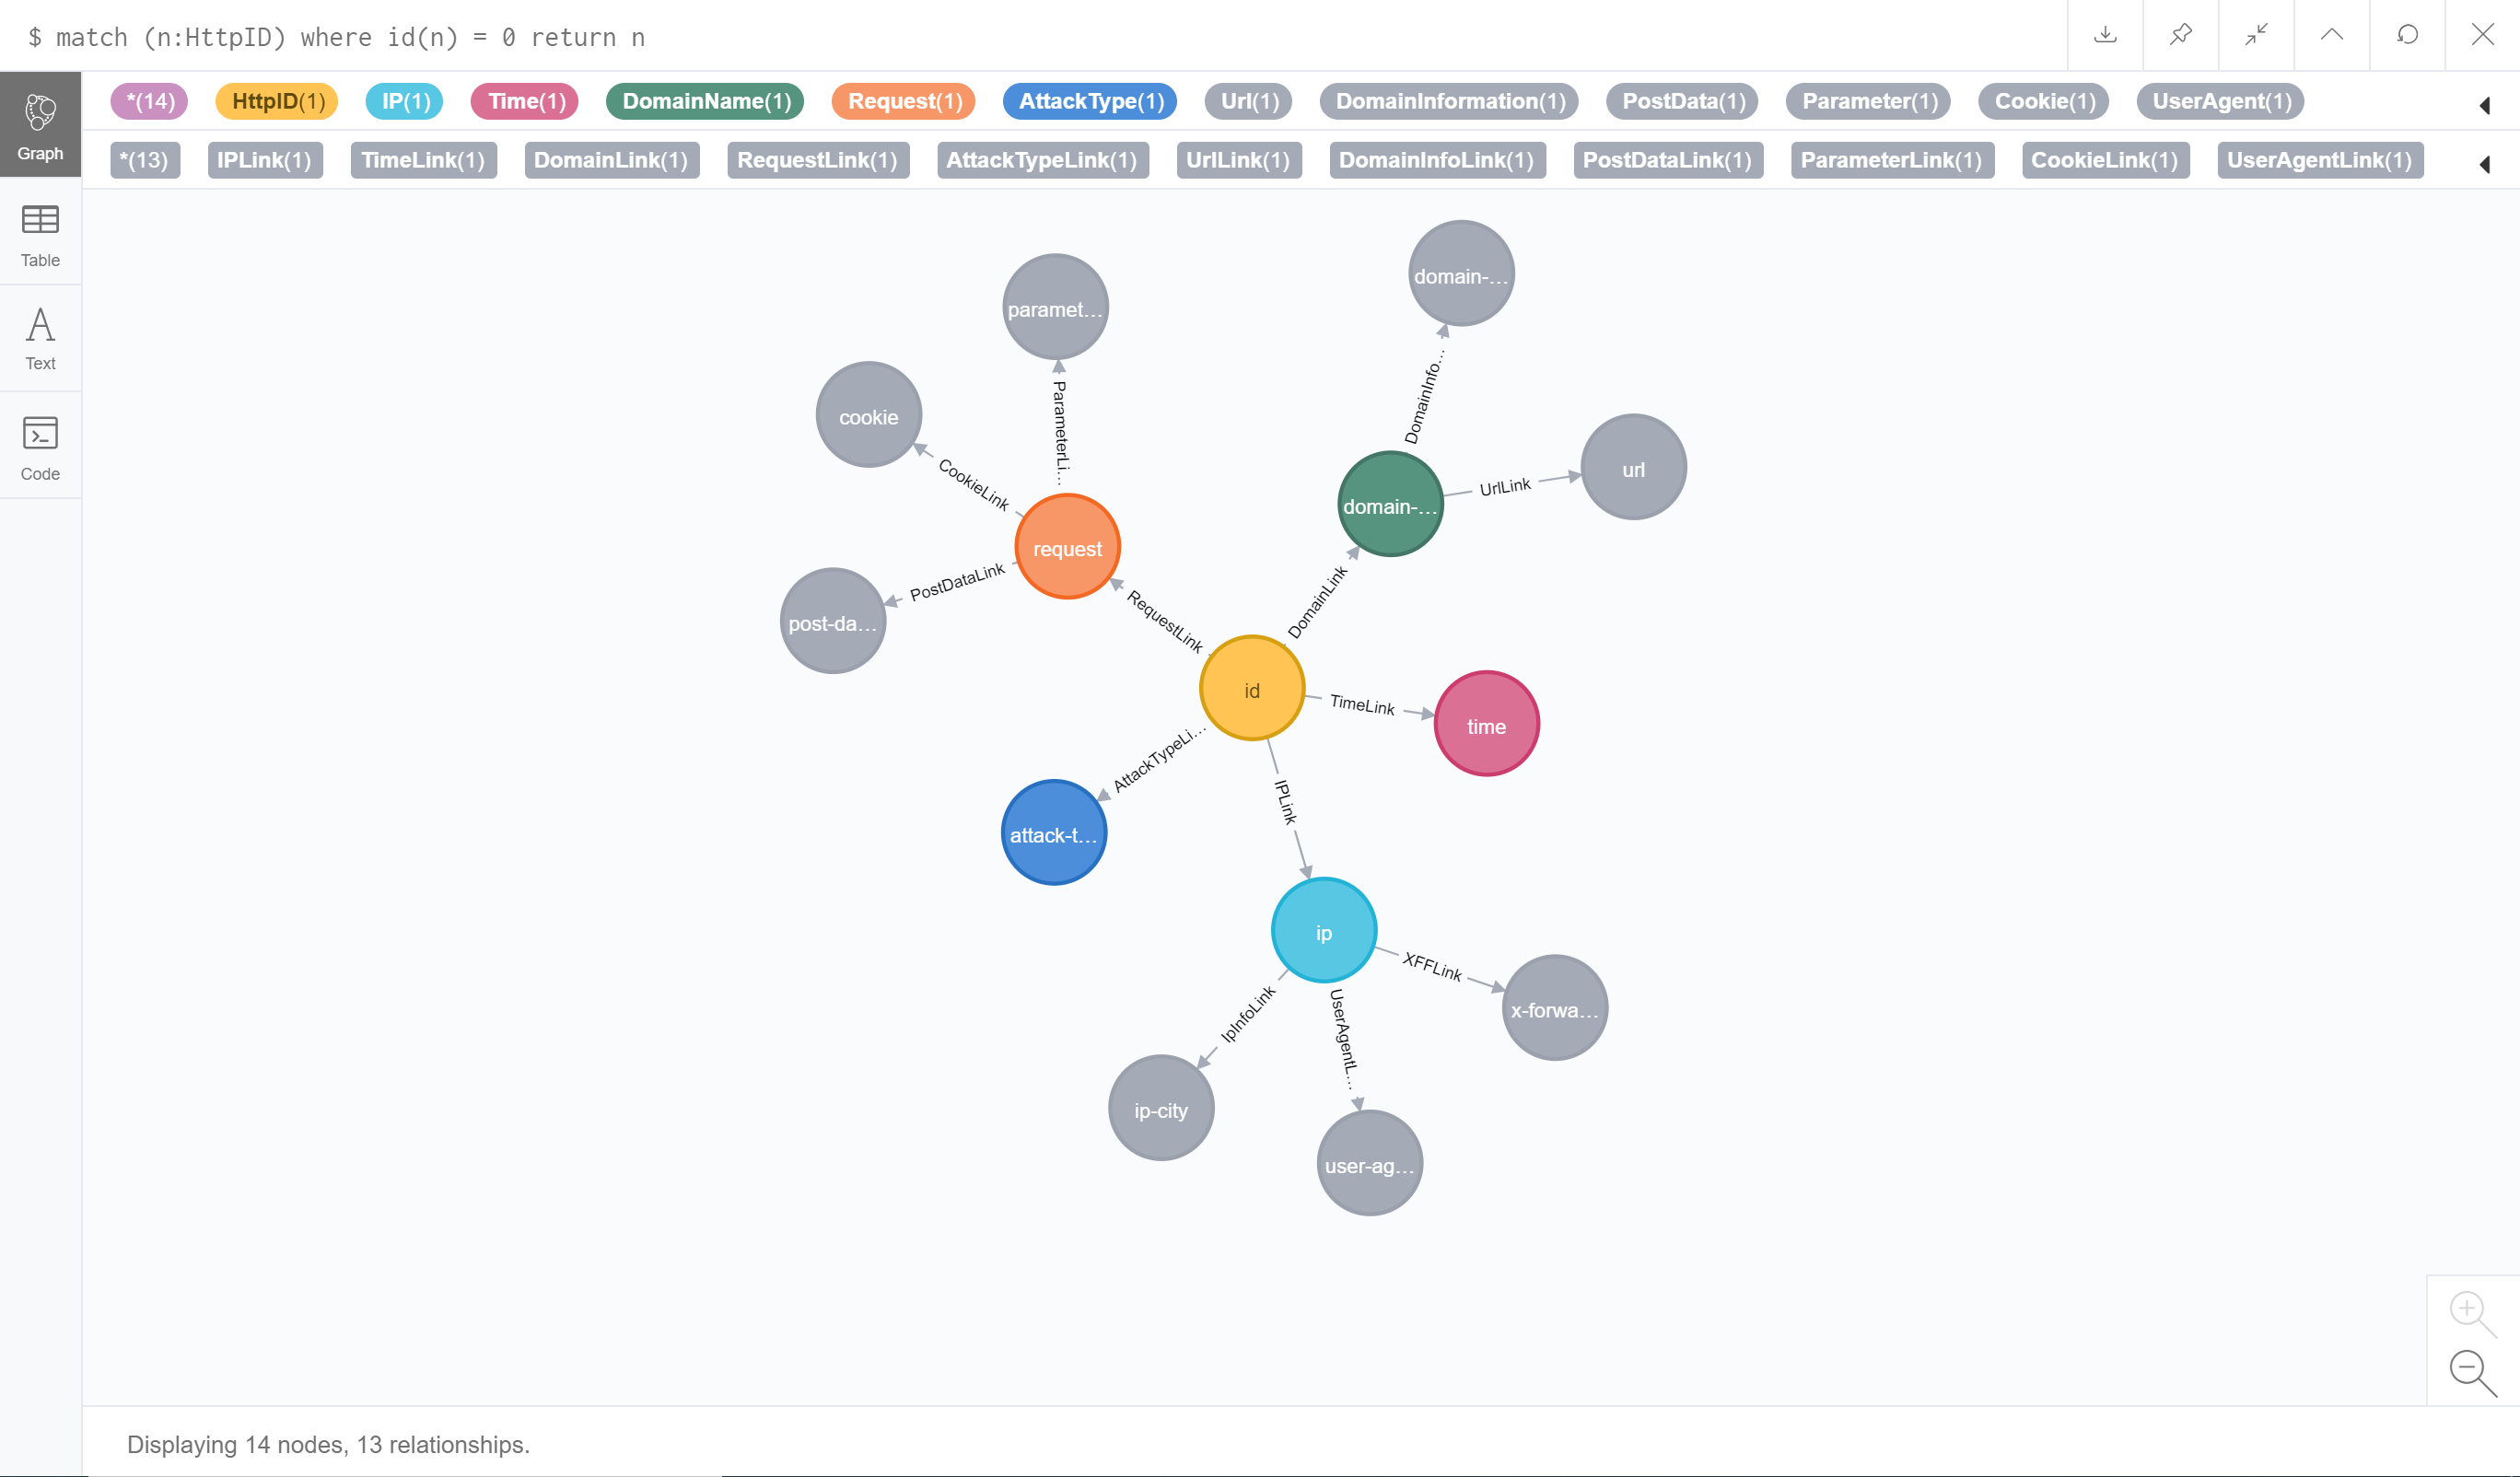 $ match (n:HttpID) where id(n) = 0 return n
*(14) HttpID(1) IP(1) Time(1) DomainName(1) Request(1) AttackType(1) Url(1) DomainInformation(1) PostData(1) Parameter(1) Cookie(1) UserAgent(1)
*(13) IPLink(1) TimeLink(1) DomainLink(1) RequestLink(1) AttackTypeLink(1) UrlLink(1) DomainInfoLink(1) PostDataLink(1) ParameterLink(1) CookieLink(1) UserAgentLink(1)
Graph
Table
Text
Code
domain-...
paramet...
DomainInfo...
cookie
ParameterLi...
url
CookieLink
UrlLink
domain-...
request
PostDataLink
post-da...
RequestLink
DomainLink
id
TimeLink
time
AttackTypeLi...
IPLink
attack-t...
ip
XFFLink
x-forwa...
IpInfoLink
UserAgentL...
ip-city
user-ag...
Displaying 14 nodes, 13 relationships.